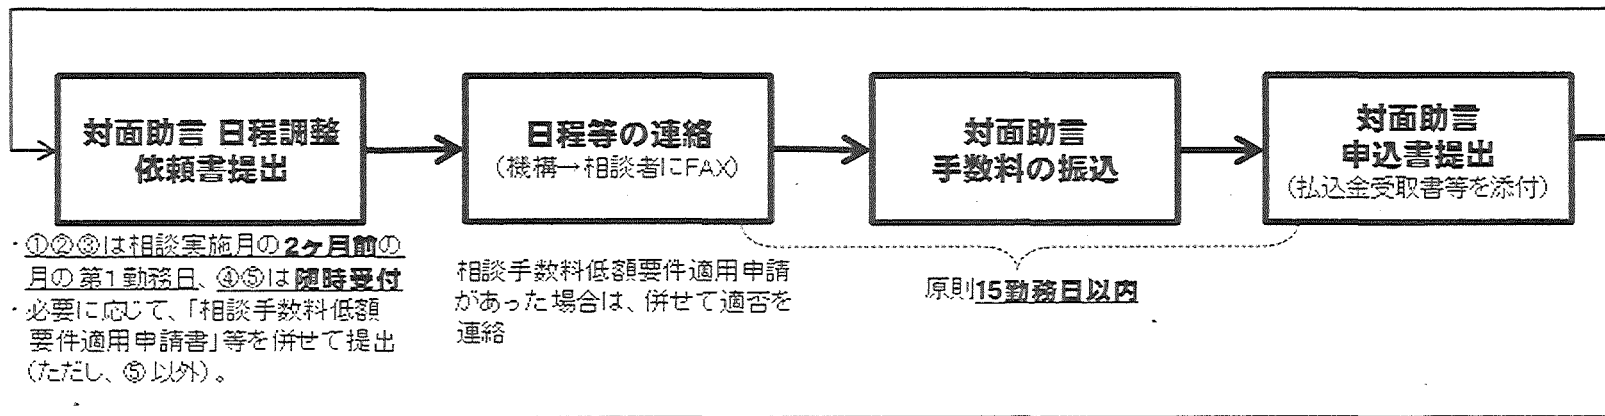 対面助言 日程調整
依頼書提出
日程等の連絡
(機構→相談者にFAX)
対面助言
手数料の振込
対面助言
申込書提出
(払込金受取書等を添付)
・①②③は相談実施月の2ヶ月前の
月の第1勤務日、④⑤は随時受付
・必要に応じて、「相談手数料低額
要件適用申請書」等を併せて提出
(ただし、⑤以外)。
相談手数料低額要件適用申請
があった場合は、併せて適否を
連絡
原則15勤務日以内